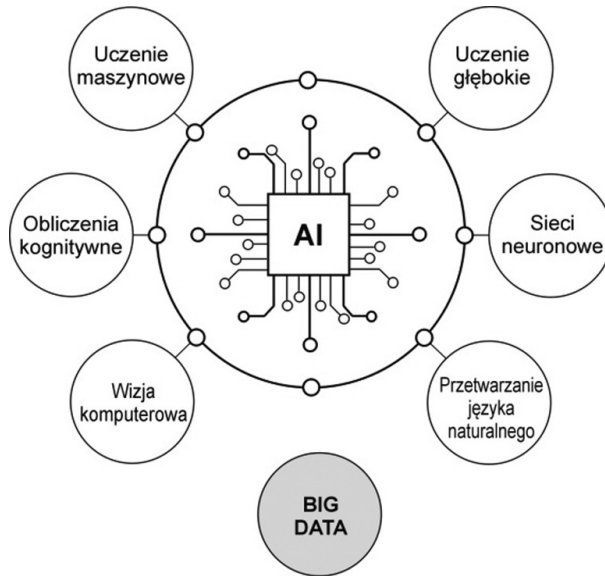 Uczenie
maszynowe
Uczenie
głębokie
Obliczenia
kognitywne
AI
Sieci
neuronowe
Wizja
komputerowa
Przetwarzanie
języka
naturalnego
BIG
DATA